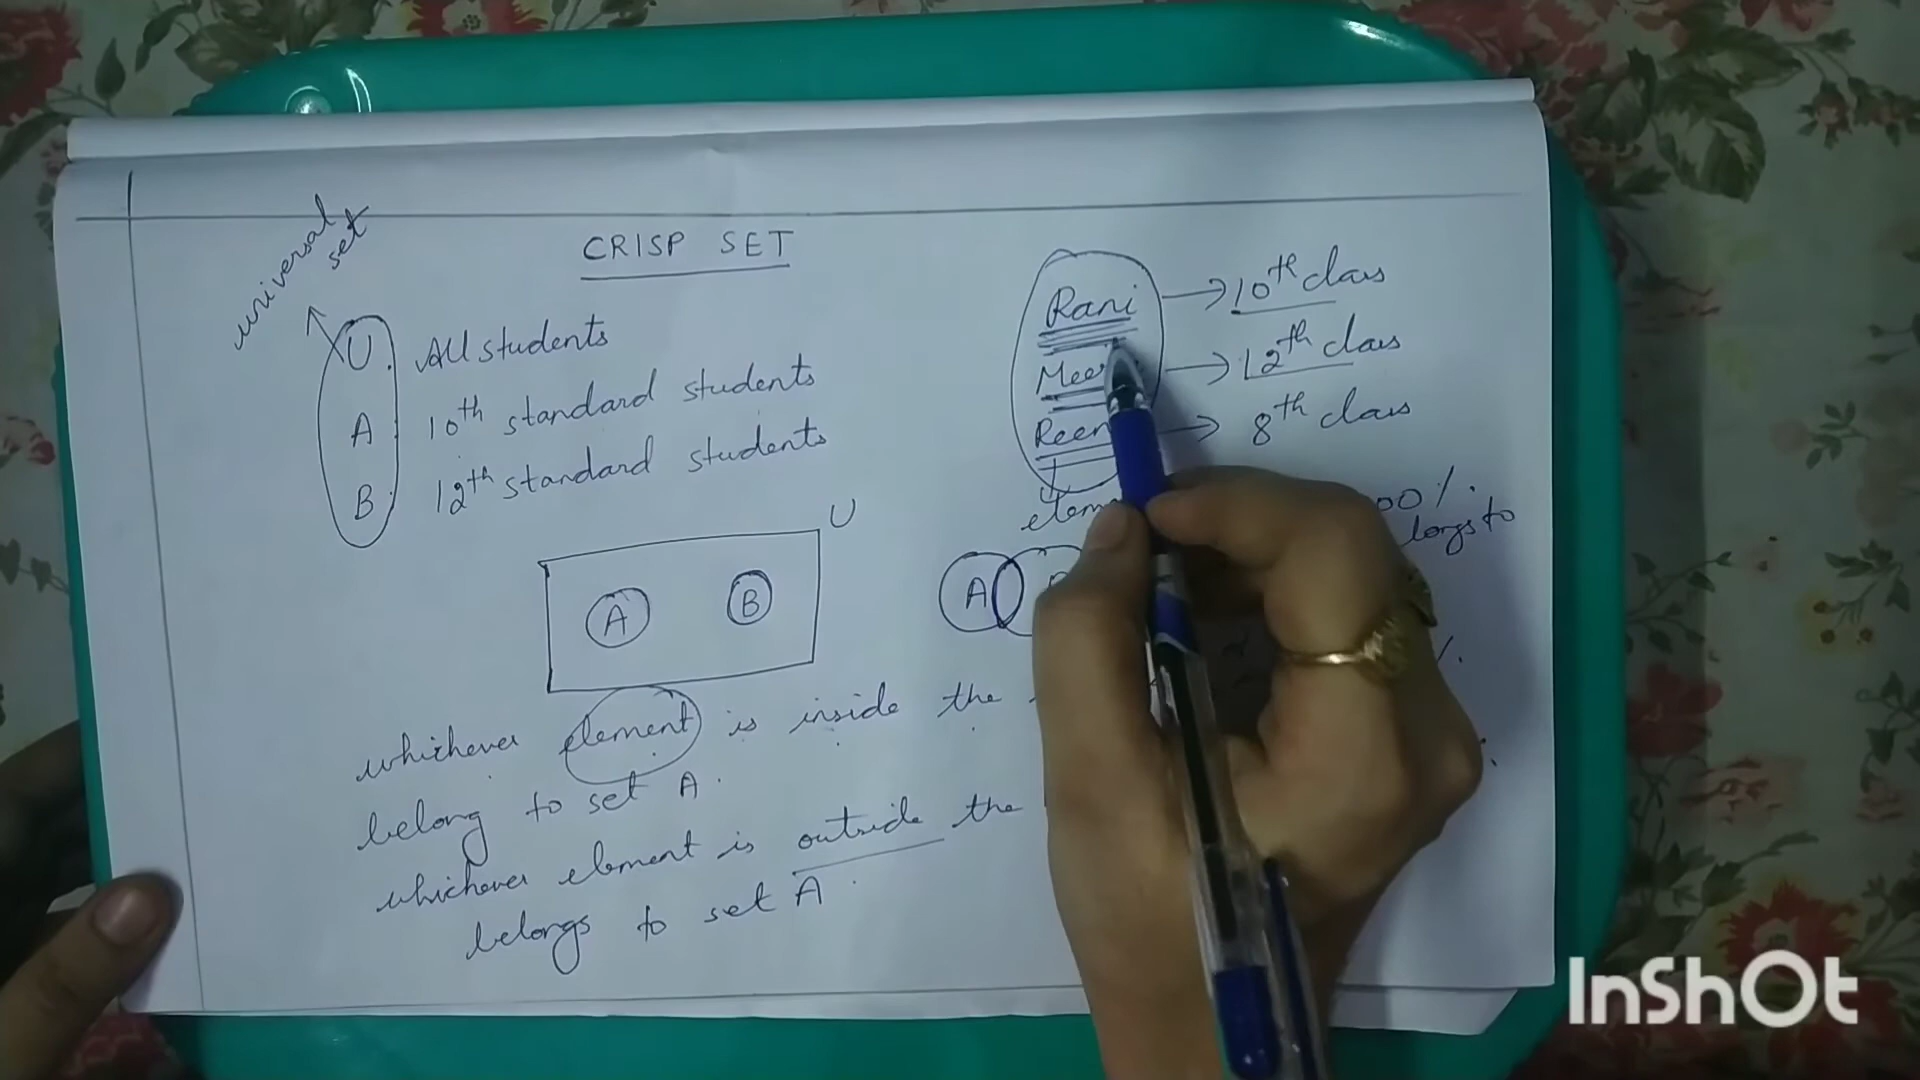 universal
set
CRISP SET
U. All students
A 10th standard students
B 12th standard students
U
A B
whichever element is inside the
belong to set A.
whichever element is outside the
belongs to set A.
Rani → 10th class
→ 12th class
→ 8th class
A
InShOt